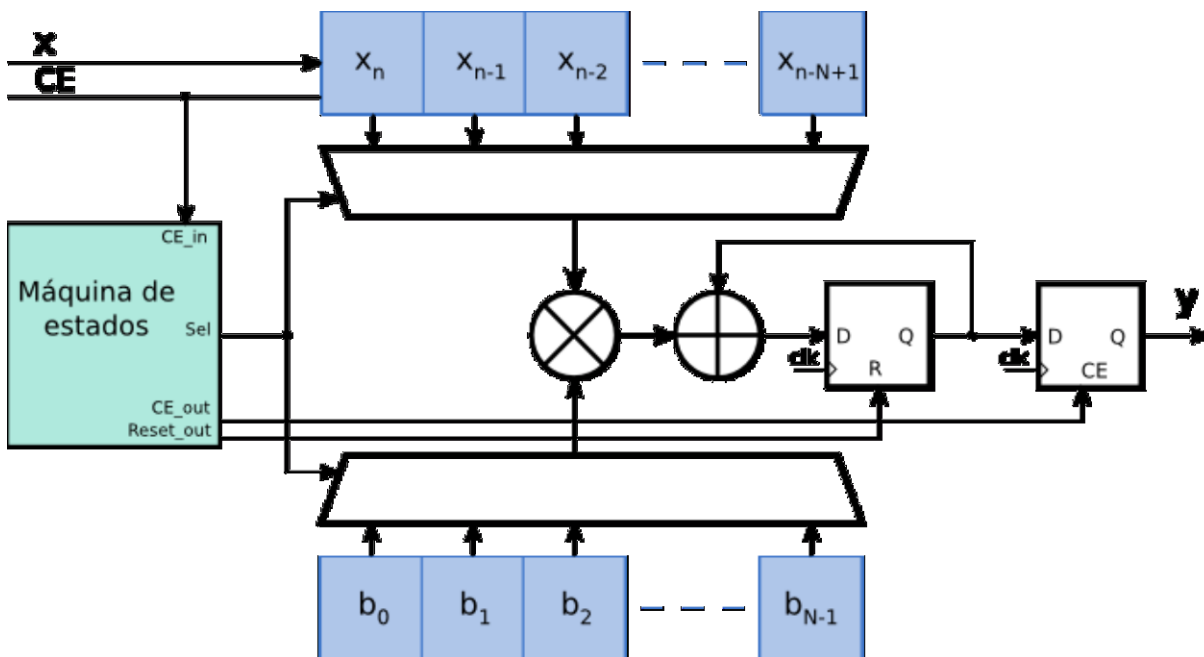 x
CE
xn xn-1 xn-2 xn-N+1
CE_in
Máquina de
estados
Sel
CE_out
Reset_out
D Q
clk
R
D Q
clk
CE
y
b0 b1 b2 bN-1